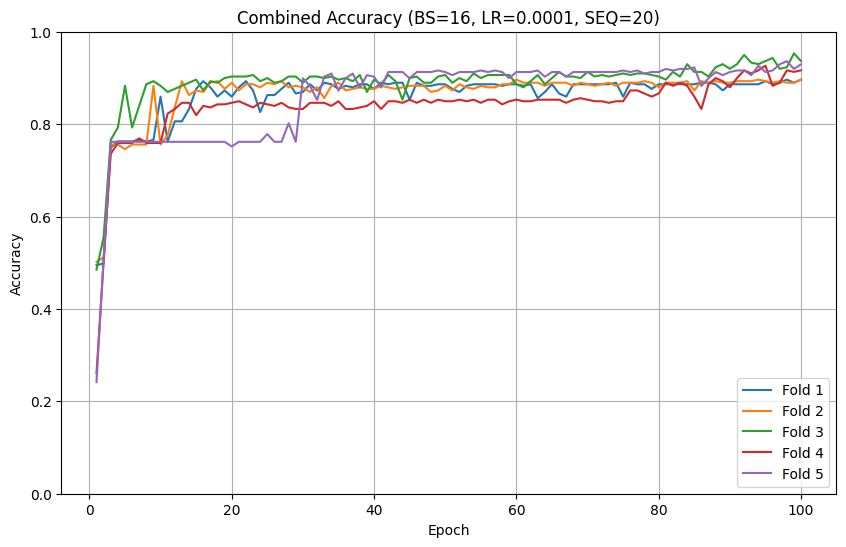 Combined Accuracy (BS=16, LR=0.0001, SEQ=20)
1.0
0.8
0.6
0.4
0.2
0.0
Accuracy
0 20 40 60 80 100
Epoch
Fold 1
Fold 2
Fold 3
Fold 4
Fold 5